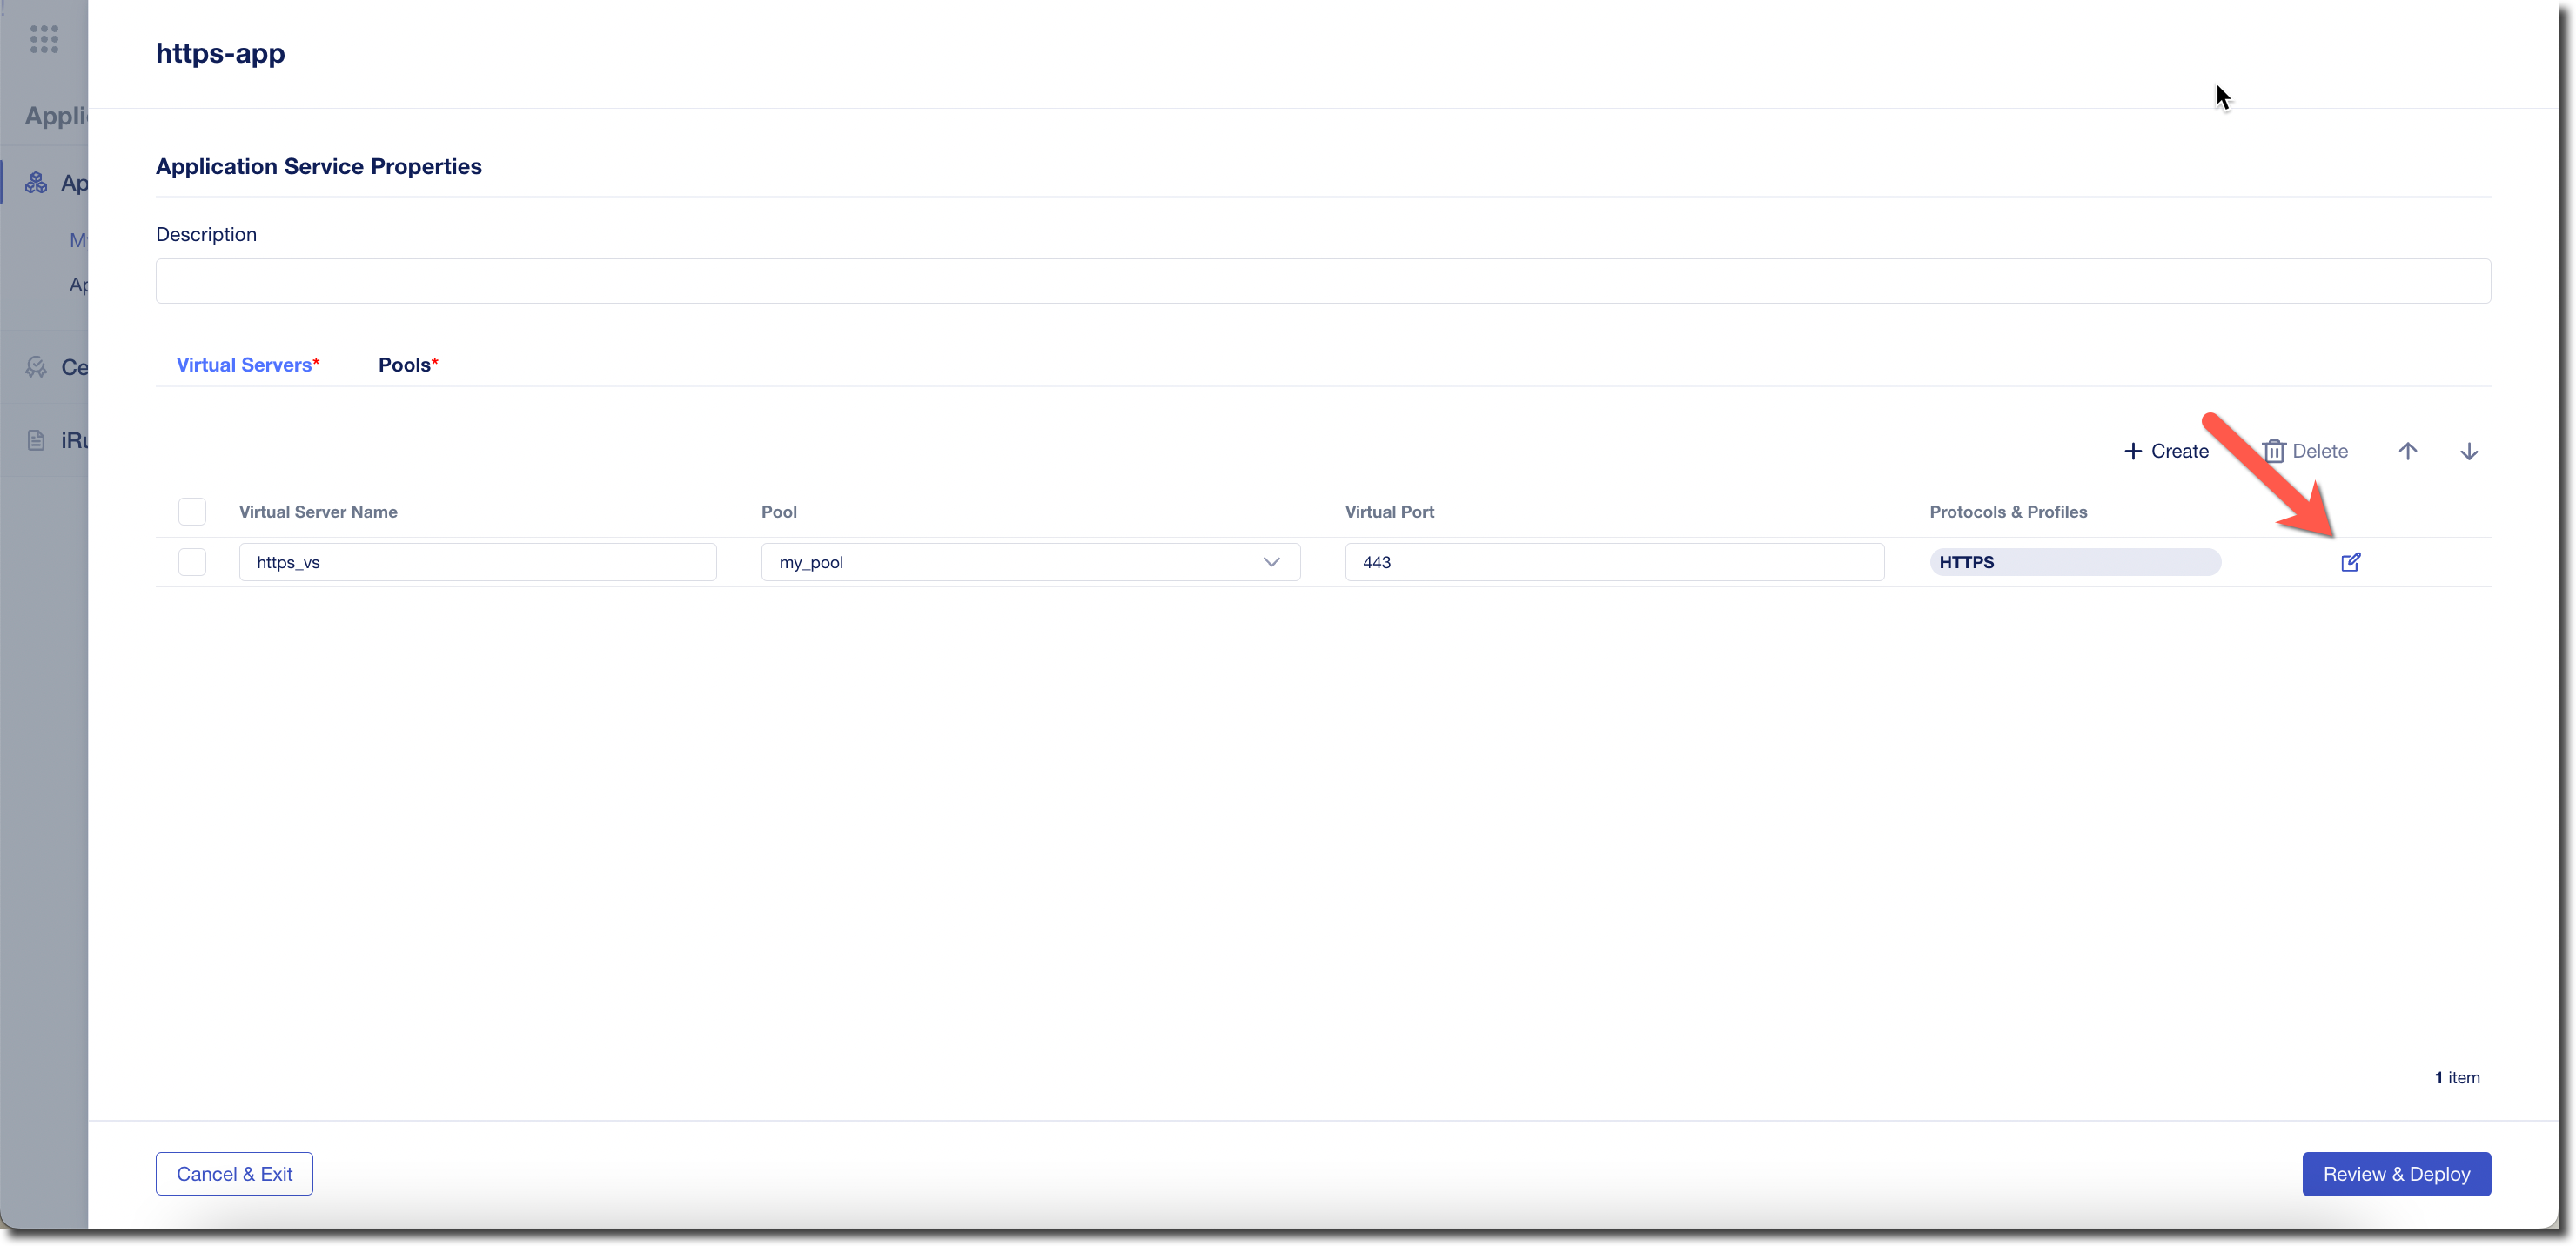 https-app
Appli
Application Service Properties
Ap
Description
My
Ap
Virtual Servers* Pools*
Ce
iRu
+ Create Delete
Virtual Server Name Pool Virtual Port Protocols & Profiles
https_vs my_pool 443 HTTPS
1 item
Cancel & Exit Review & Deploy